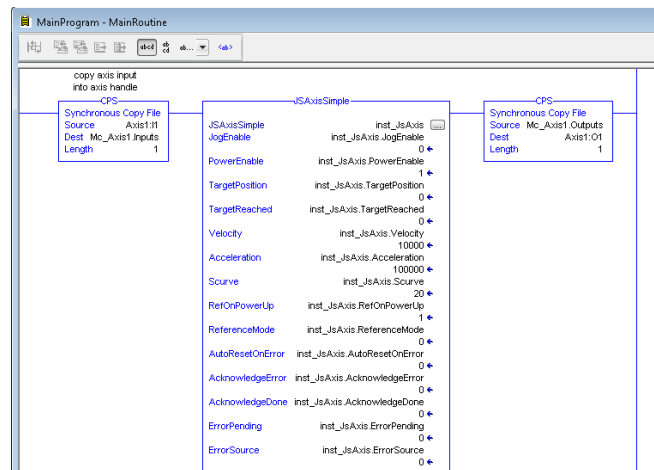 MainProgram - MainRoutine
abcd
ab
cd
ab...
<ab>
copy axis input
into axis handle
CPS
Synchronous Copy File
Source Axis1:I1
Dest Mc_Axis1.Inputs
Length 1
JSAxisSimple
JSAxisSimple inst_JsAxis ...
JogEnable inst_JsAxis.JogEnable
0
PowerEnable inst_JsAxis.PowerEnable
1
TargetPosition inst_JsAxis.TargetPosition
0
TargetReached inst_JsAxis.TargetReached
0
Velocity inst_JsAxis.Velocity
10000
Acceleration inst_JsAxis.Acceleration
100000
Scurve inst_JsAxis.Scurve
20
RefOnPowerUp inst_JsAxis.RefOnPowerUp
1
ReferenceMode inst_JsAxis.ReferenceMode
0
AutoResetOnError inst_JsAxis.AutoResetOnError
0
AcknowledgeError inst_JsAxis.AcknowledgeError
0
AcknowledgeDone inst_JsAxis.AcknowledgeDone
0
ErrorPending inst_JsAxis.ErrorPending
0
ErrorSource inst_JsAxis.ErrorSource
0
CPS
Synchronous Copy File
Source Mc_Axis1.Outputs
Dest Axis1:O1
Length 1